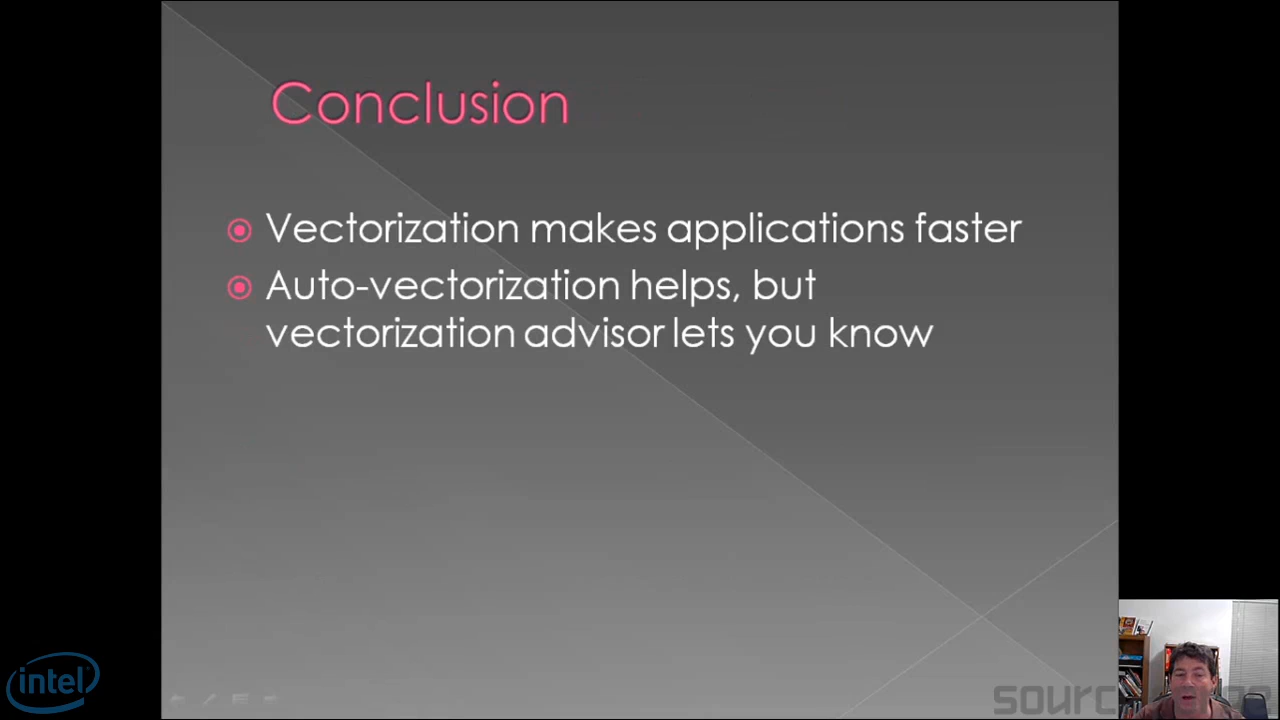 Conclusion
Vectorization makes applications faster
Auto-vectorization helps, but
vectorization advisor lets you know
intel